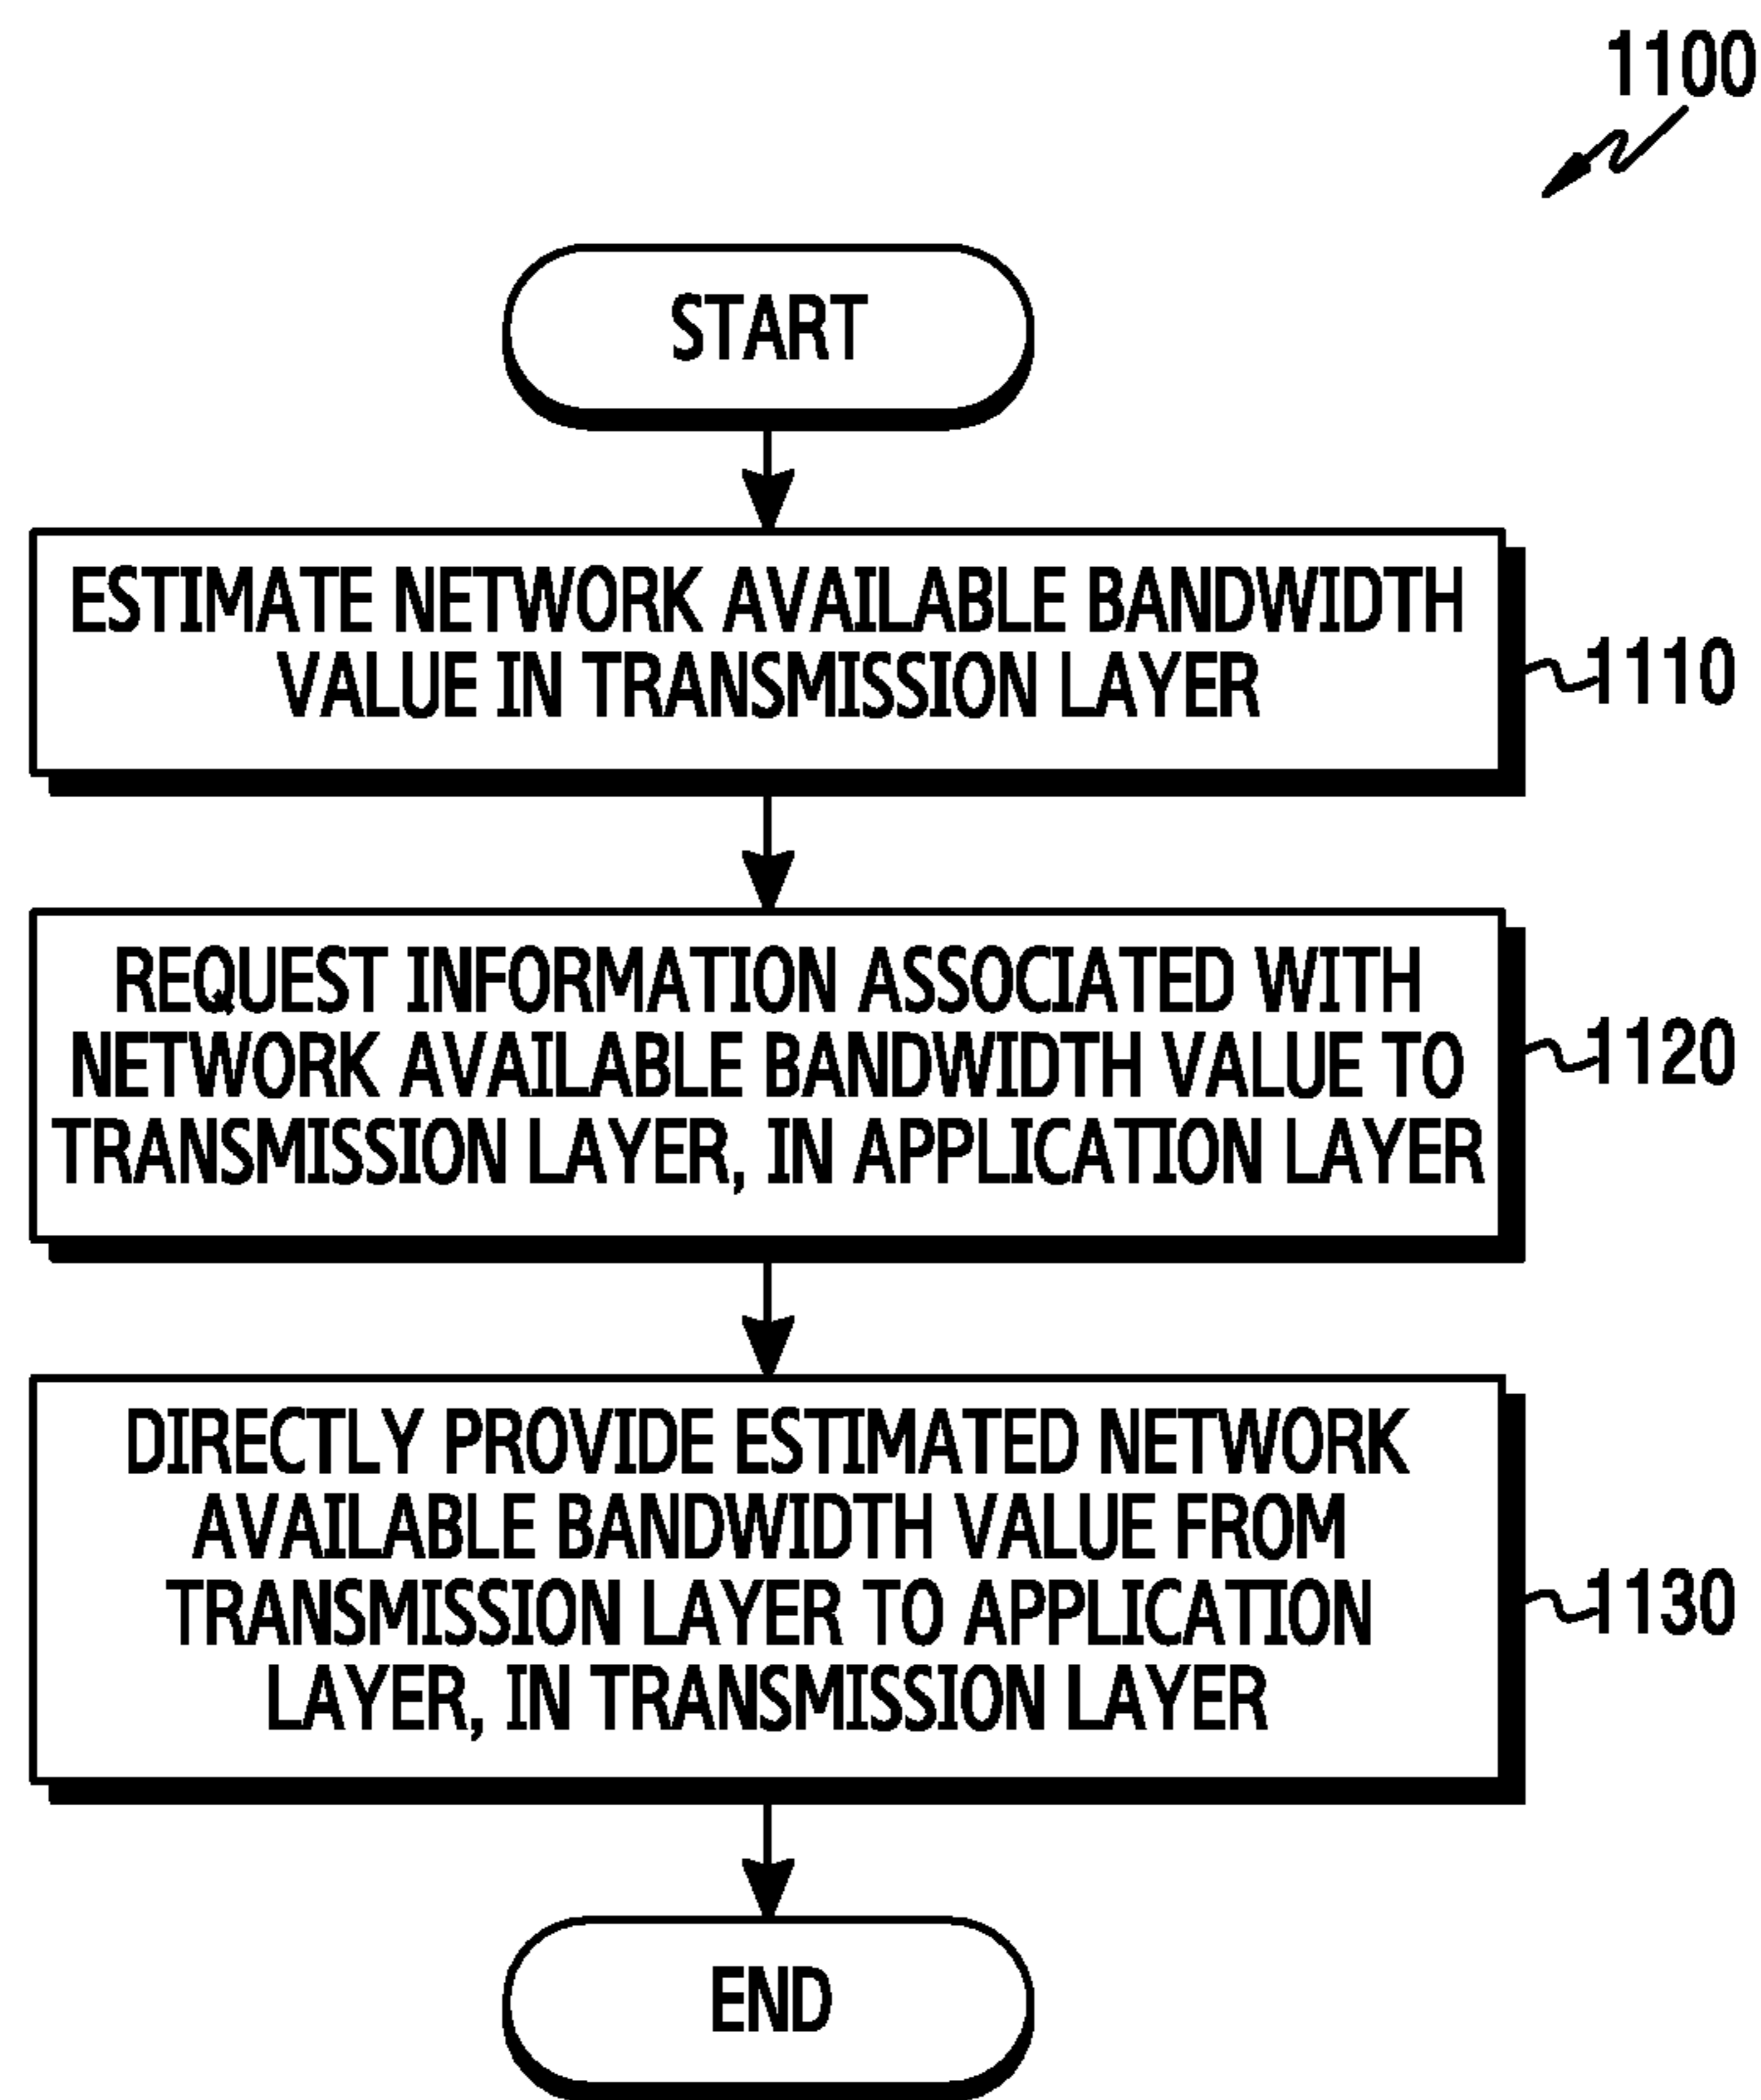 1100
START
ESTIMATE NETWORK AVAILABLE BANDWIDTH
VALUE IN TRANSMISSION LAYER
1110
REQUEST INFORMATION ASSOCIATED WITH
NETWORK AVAILABLE BANDWIDTH VALUE TO
TRANSMISSION LAYER, IN APPLICATION LAYER
1120
DIRECTLY PROVIDE ESTIMATED NETWORK
AVAILABLE BANDWIDTH VALUE FROM
TRANSMISSION LAYER TO APPLICATION
LAYER, IN TRANSMISSION LAYER
1130
END